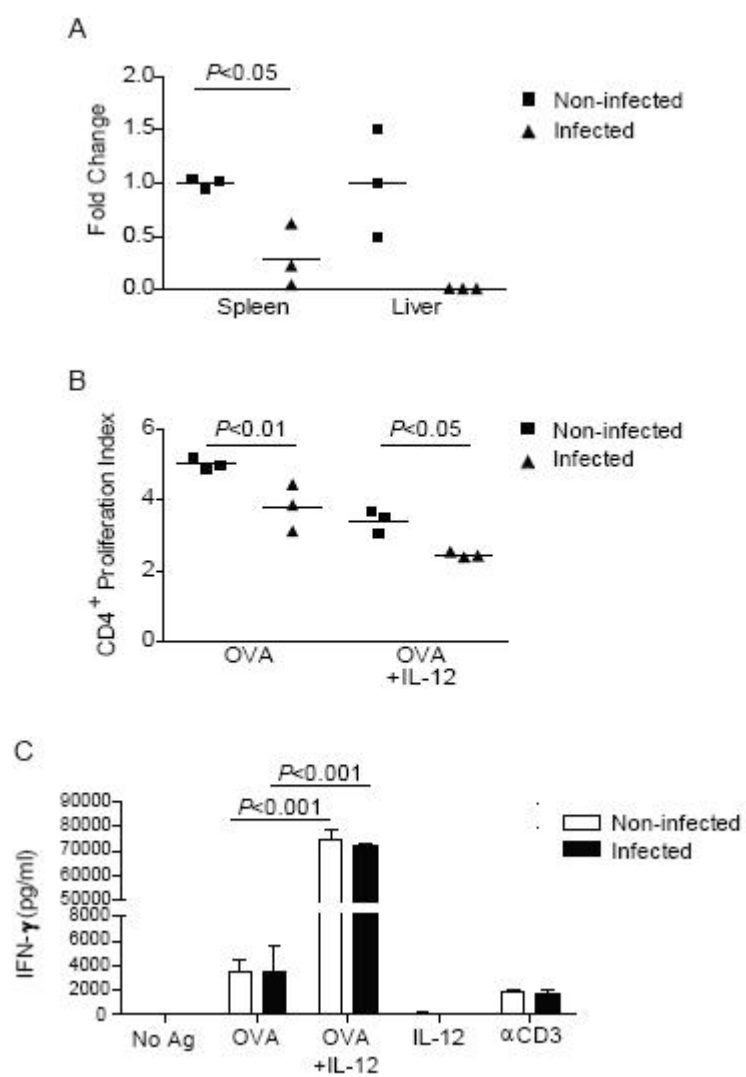 A
P<0.05
Non-infected
Infected
Fold Change
2.0
1.5
1.0
0.5
0.0
Spleen Liver
B
P<0.01 P<0.05
Non-infected
Infected
CD4+ Proliferation Index
6
4
2
0
OVA OVA
+IL-12
C
P<0.001
P<0.001
Non-infected
Infected
IFN-γ (pg/ml)
90000
80000
70000
60000
50000
8000
6000
4000
2000
0
No Ag OVA OVA IL-12 αCD3
+IL-12